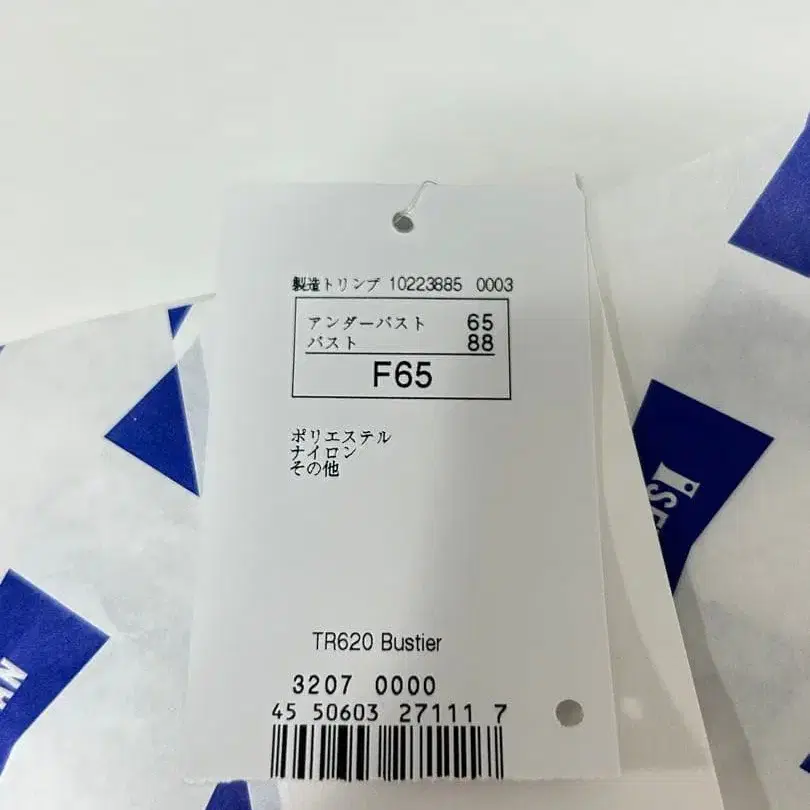 製造トリンプ 10223885 0003
アンダーバスト 65
バスト 88
F65
ポリエステル
ナイロン
その他
TR620 Bustier
3207 0000
45 50603 27111 7